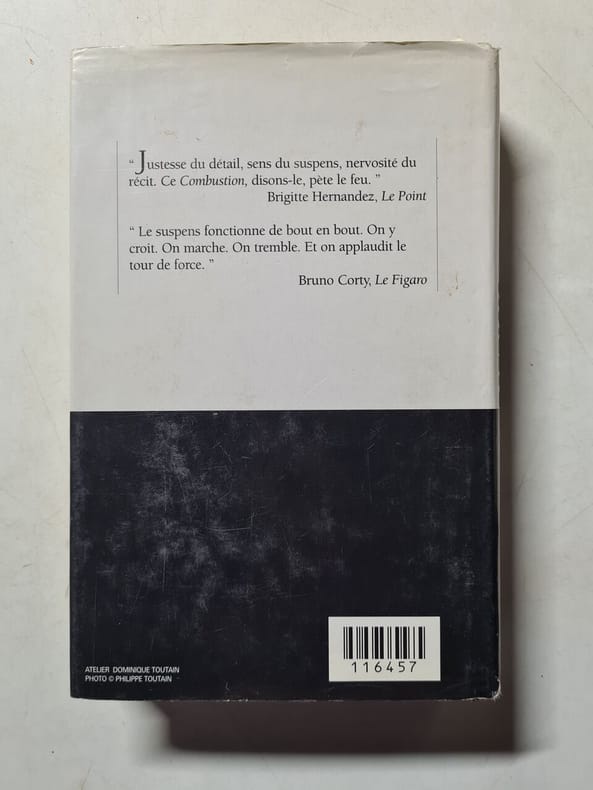 “ Justesse du détail, sens du suspens, nervosité du
récit. Ce Combustion, disons-le, pète le feu. ”
Brigitte Hernandez, Le Point
“ Le suspens fonctionne de bout en bout. On y
croit. On marche. On tremble. Et on applaudit le
tour de force. ”
Bruno Corty, Le Figaro
ATELIER DOMINIQUE TOUTAIN
PHOTO © PHILIPPE TOUTAIN
116457